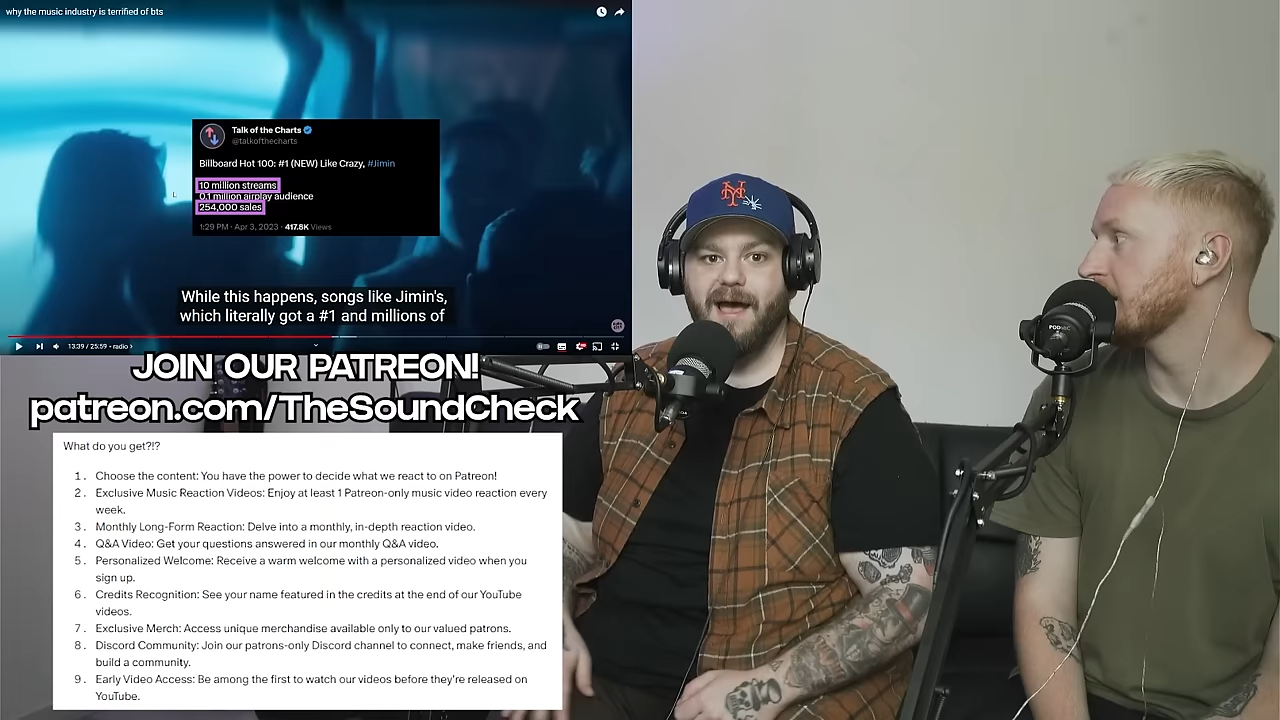 why the music industry is terrified of bts
Talk of the Charts
@talkofthecharts
Billboard Hot 100: #1 (NEW) Like Crazy, #Jimin
10 million streams
0.1 million airplay audience
254,000 sales
1:29 PM · Apr 3, 2023 · 417.8K Views
While this happens, songs like Jimin's,
which literally got a #1 and millions of
13:39 / 25:59 • radio >
JOIN OUR PATREON!
patreon.com/TheSoundCheck
What do you get?!?
1. Choose the content: You have the power to decide what we react to on Patreon!
2. Exclusive Music Reaction Videos: Enjoy at least 1 Patreon-only music video reaction every
week.
3. Monthly Long-Form Reaction: Delve into a monthly, in-depth reaction video.
4. Q&A Video: Get your questions answered in our monthly Q&A video.
5. Personalized Welcome: Receive a warm welcome with a personalized video when you
sign up.
6. Credits Recognition: See your name featured in the credits at the end of our YouTube
videos.
7. Exclusive Merch: Access unique merchandise available only to our valued patrons.
8. Discord Community: Join our patrons-only Discord channel to connect, make friends, and
build a community.
9. Early Video Access: Be among the first to watch our videos before they're released on
YouTube.